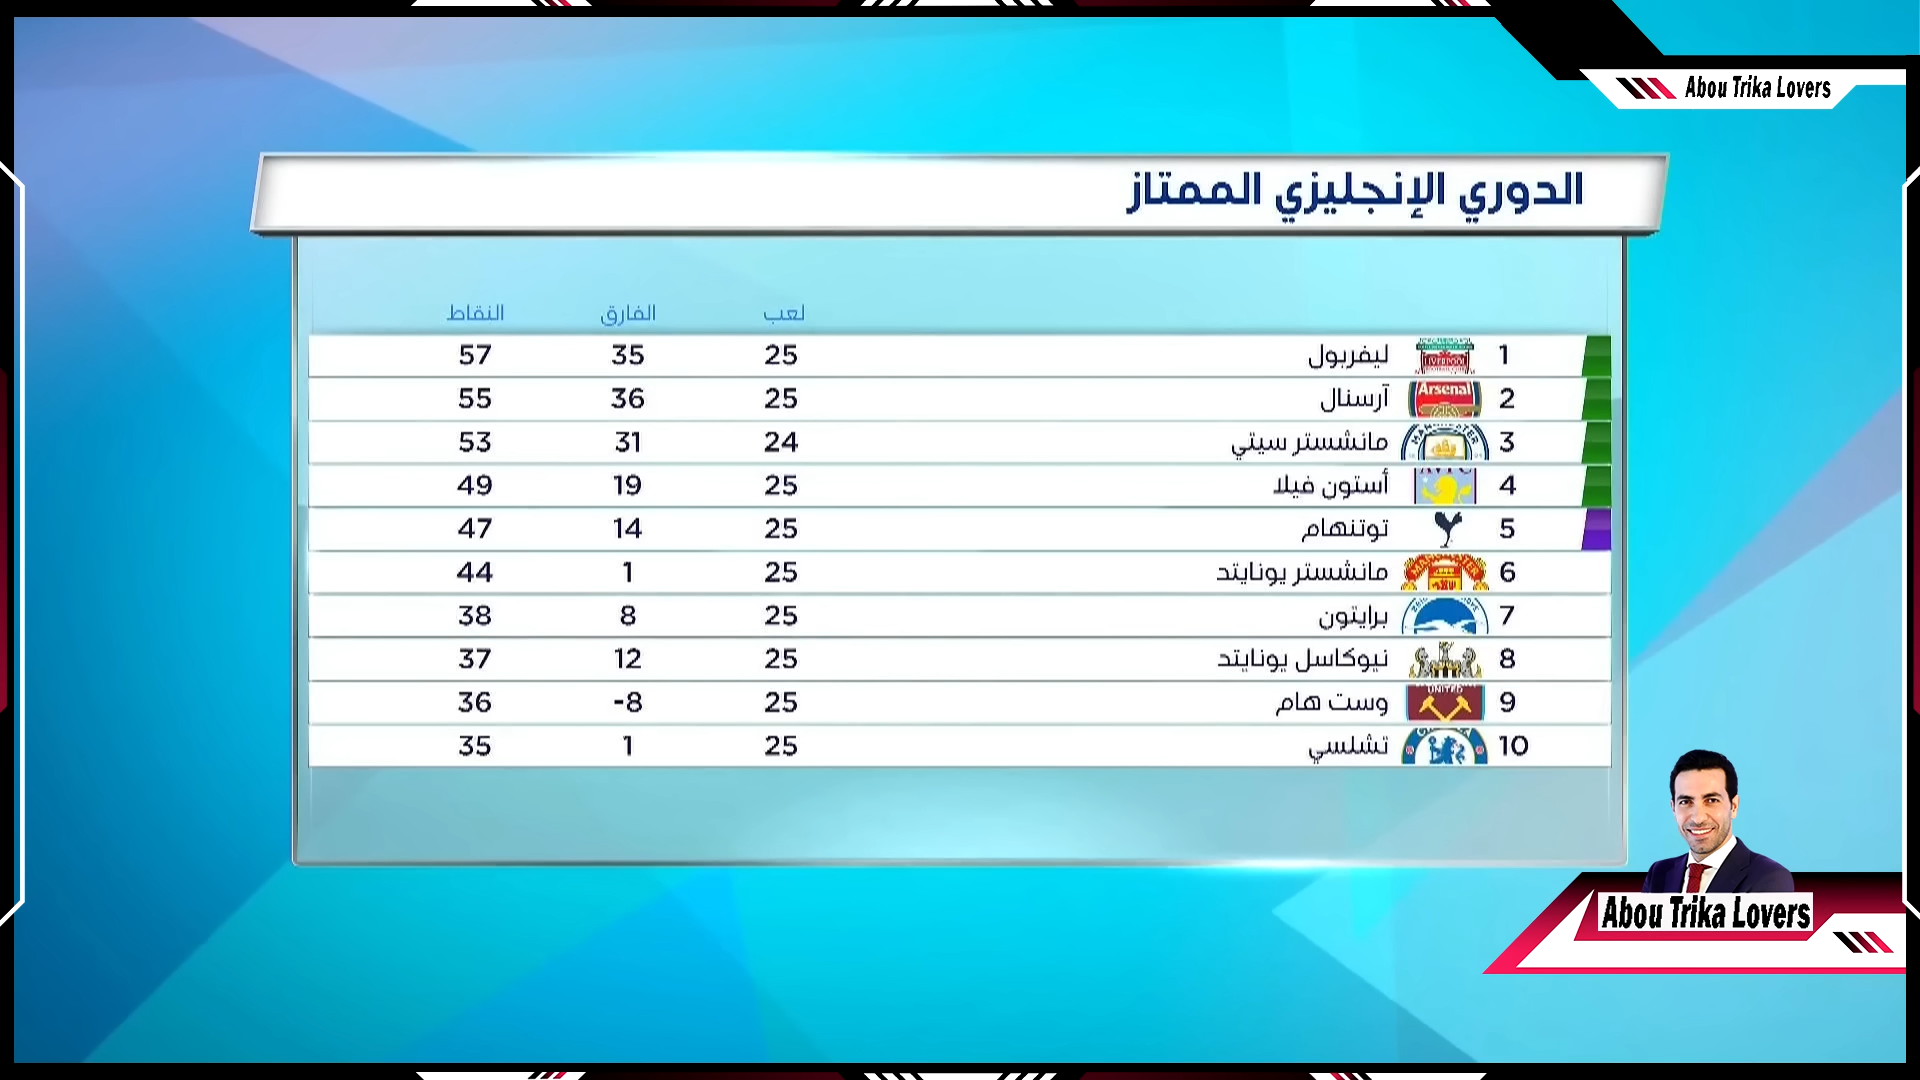 Abou Trika Lovers
الدوري الإنجليزي الممتاز
لعب الفارق النقاط
1 LIVERPOOL ليفربول 25 35 57
2 Arsenal آرسنال 25 36 55
3 مانشستر سيتي 24 31 53
4 أستون فيلا 25 19 49
5 توتنهام 25 14 47
6 مانشستر يونايتد 25 1 44
7 برايتون 25 8 38
8 نيوكاسل يونايتد 25 12 37
9 UNITED وست هام 25 -8 36
10 تشلسي 25 1 35
Abou Trika Lovers